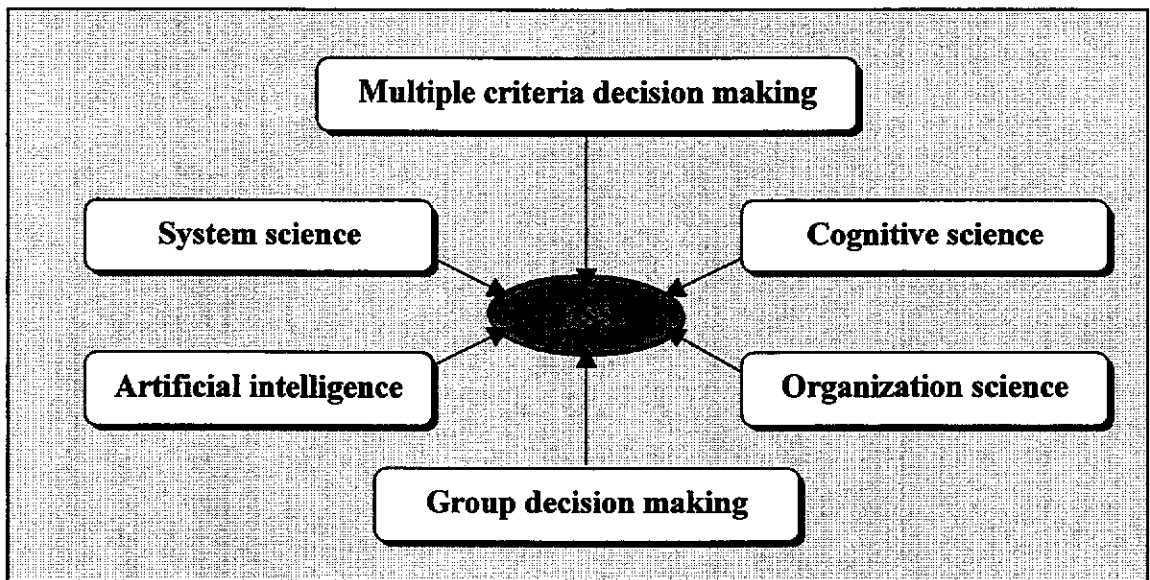 Multiple criteria decision making
System science
Cognitive science
Artificial intelligence
Organization science
Group decision making